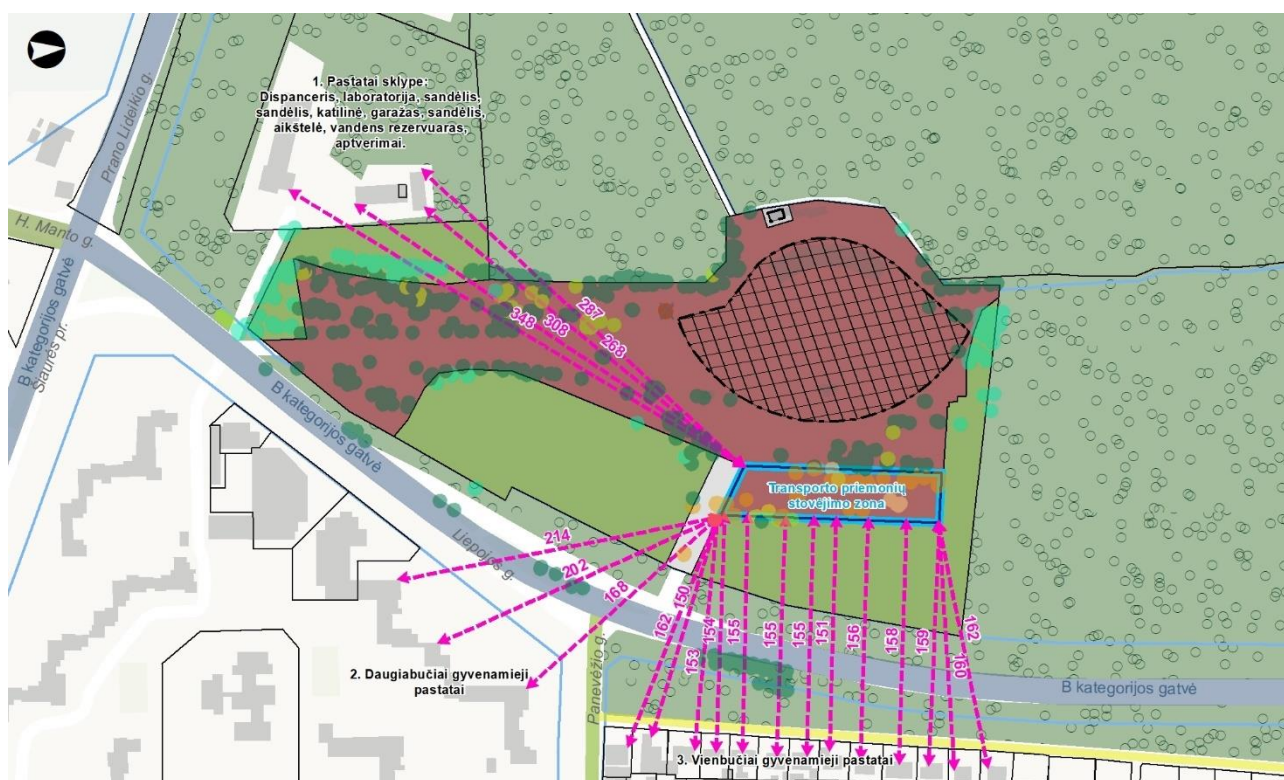 Prano Lideikio g.
1. Pastatai sklype:
Dispanceris, laboratorija, sandėlis,
sandėlis, katilinė, garažas, sandėlis,
aikštelė, vandens rezervuaras,
aptverimai.
H. Manto g.
B kategorijos gatvė
Šiaurės pr.
348
308
287
268
B kategorijos gatvė
Transporto priemonių
stovėjimo zona
Liepojos g.
214
202
168
162
150
153
154
155
155
155
151
156
158
159
160
162
2. Daugiabučiai gyvenamieji
pastatai
Panevėžio g.
B kategorijos gatvė
3. Vienbučiai gyvenamieji pastatai